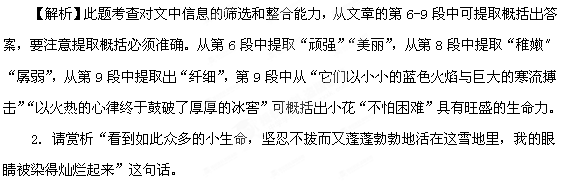 【解析】此题考查对文中信息的筛选和整合能力，从文章的第6-9段中可提取概括出答
案，要注意提取概括必须准确。从第6段中提取“顽强”“美丽”，从第8段中提取“稚嫩”
“孱弱”，从第9段中提取出“纤细”，第9段中从“它们以小小的蓝色火焰与巨大的寒流搏
击”“以火热的心律终于鼓破了厚厚的冰窖”可概括出小花“不怕困难”具有旺盛的生命力。
2. 请赏析“看到如此众多的小生命，坚忍不拔而又蓬蓬勃勃地活在这雪地里，我的眼
睛被染得灿烂起来”这句话。